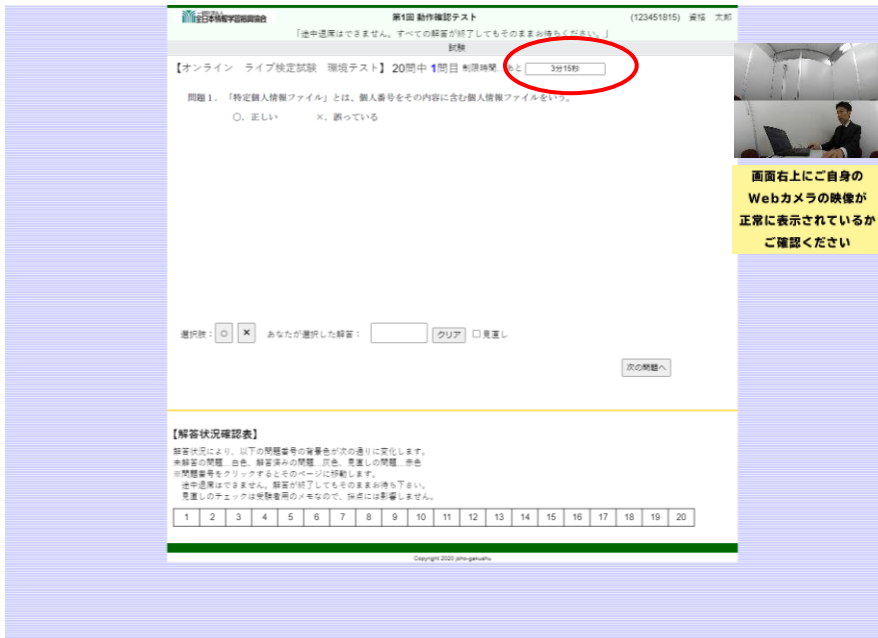 一般財団法人
全日本情報学習振興協会
第1回 動作確認テスト
(123451815) 資格 太郎
「途中退席はできません。すべての解答が終了してもそのままお待ちください。」
試験
【オンライン ライブ検定試験 環境テスト】20問中 1問目 制限時間...あと 3分15秒
問題1. 「特定個人情報ファイル」とは、個人番号をその内容に含む個人情報ファイルをいう。
○. 正しい ×. 誤っている
画面右上にご自身の
Webカメラの映像が
正常に表示されているか
ご確認ください
選択肢: ○ × あなたが選択した解答: クリア 見直し
次の問題へ
【解答状況確認表】
解答状況により、以下の問題番号の背景色が次の通りに変化します。
未解答の問題…白色、解答済みの問題…灰色、見直しの問題…赤色
※問題番号をクリックするとそのページに移動します。
途中退席はできません。解答が終了してもそのままお待ち下さい。
見直しのチェックは受験者用のメモなので、採点には影響しません。
1 2 3 4 5 6 7 8 9 10 11 12 13 14 15 16 17 18 19 20
Copyright 2020 joho-gakushu